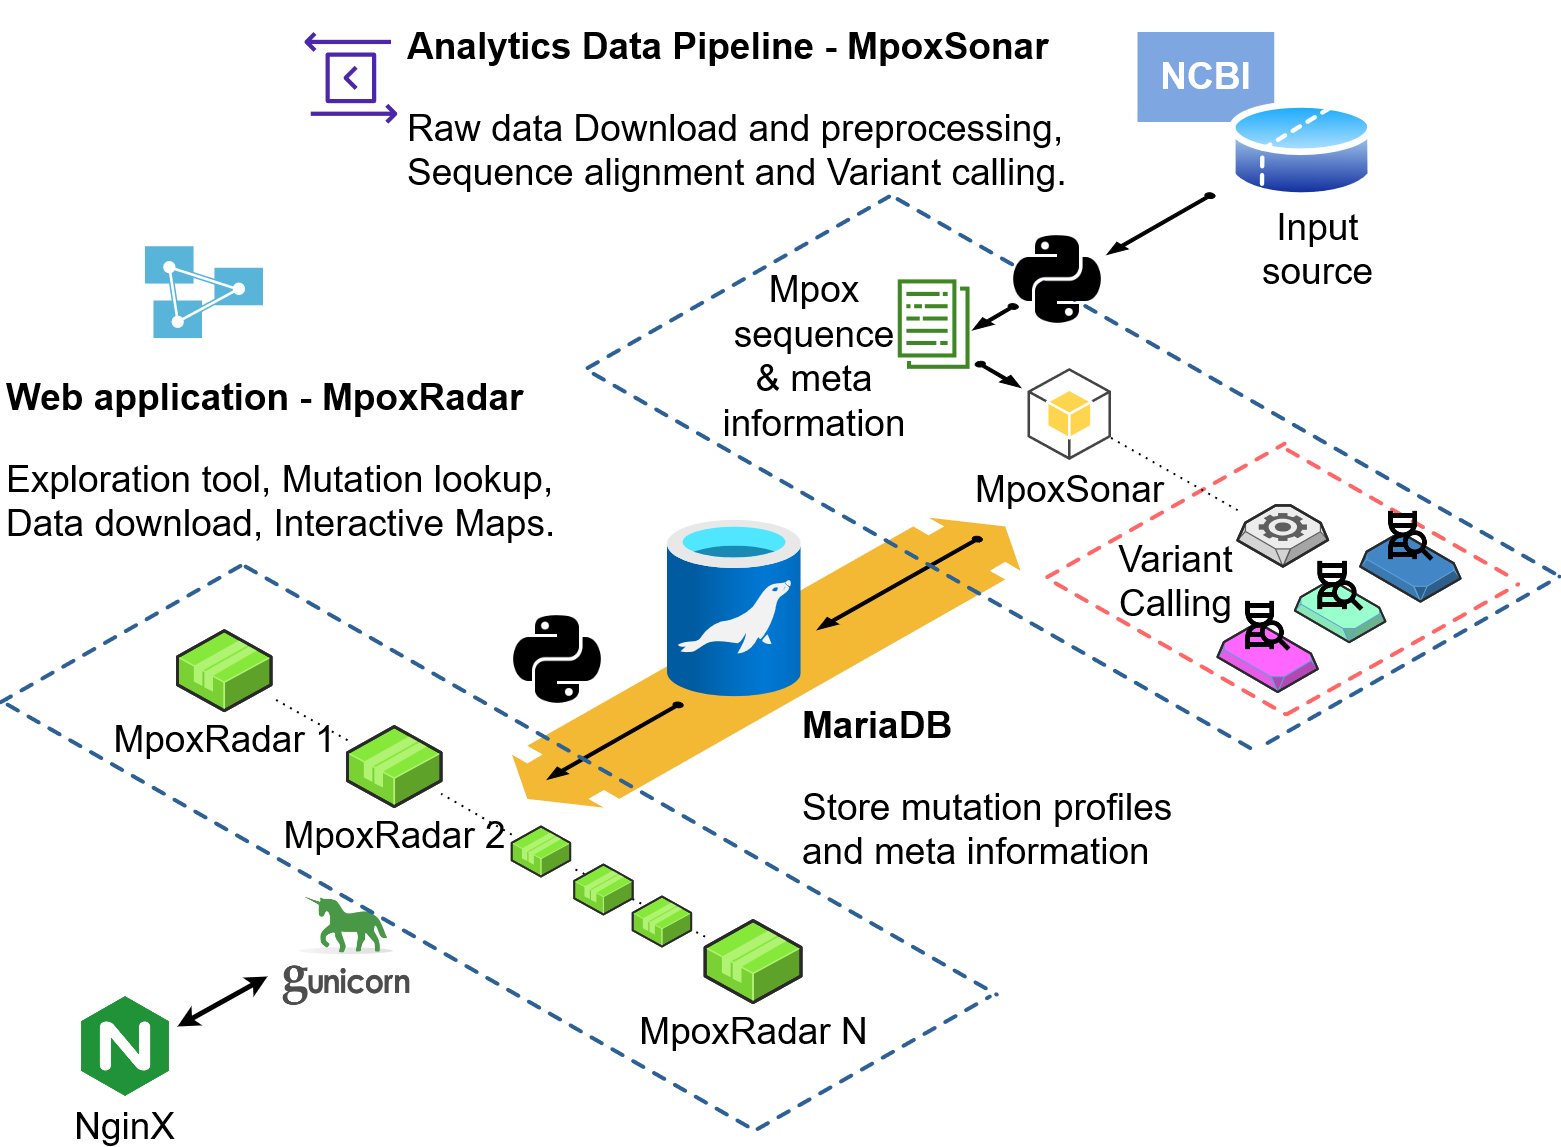 Analytics Data Pipeline - MpoxSonar
Raw data Download and preprocessing,
Sequence alignment and Variant calling.
NCBI
Input
source
Mpox
sequence
& meta
information
MpoxSonar
Variant
Calling
Web application - MpoxRadar
Exploration tool, Mutation lookup,
Data download, Interactive Maps.
MariaDB
Store mutation profiles
and meta information
MpoxRadar 1
MpoxRadar 2
MpoxRadar N
gunicorn
N
NginX